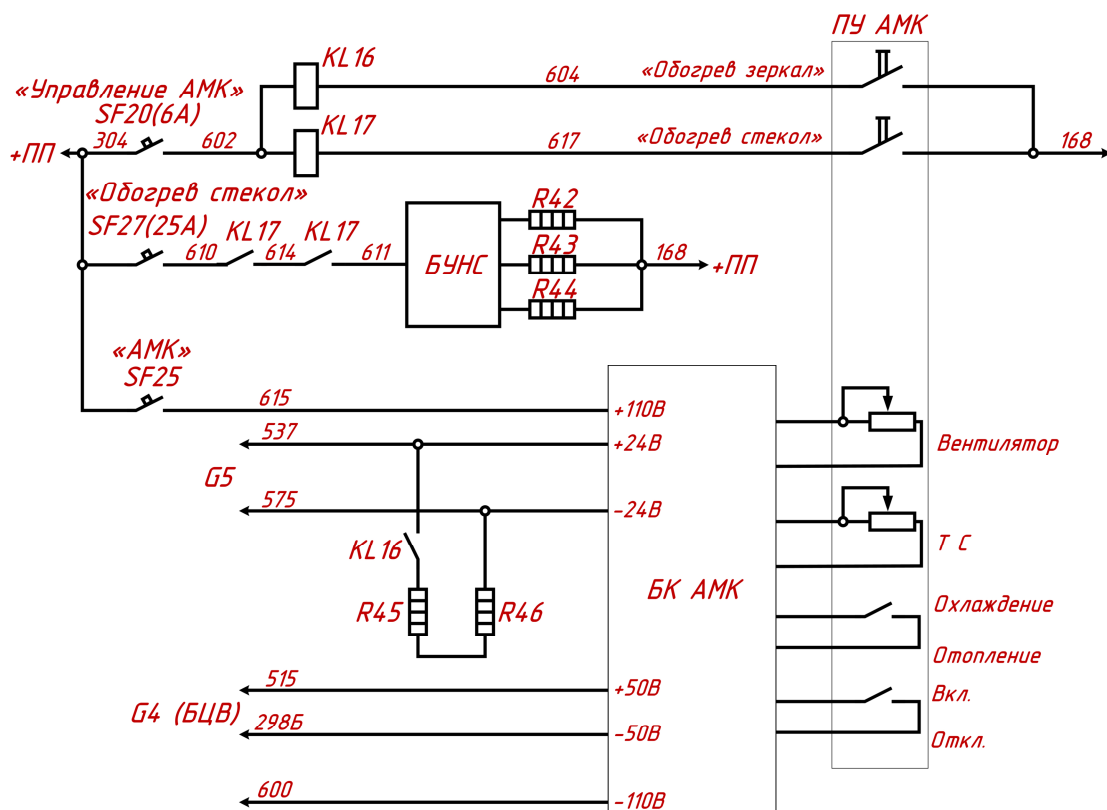 ПУ АМК
KL16
604
«Обогрев зеркал»
«Управление АМК»
SF20(6А)
304
602
KL17
617
«Обогрев стекол»
168
+ПП
«Обогрев стекол»
SF27(25А)
610
KL17
614
KL17
611
БУНС
R42
R43
R44
168
+ПП
«АМК»
SF25
615
+110В
537
+24В
Вентилятор
G5
575
-24В
Т С
KL16
R45
R46
БК АМК
Охлаждение
Отопление
515
+50В
Вкл.
G4 (БЦВ)
298Б
-50В
Откл.
600
-110В